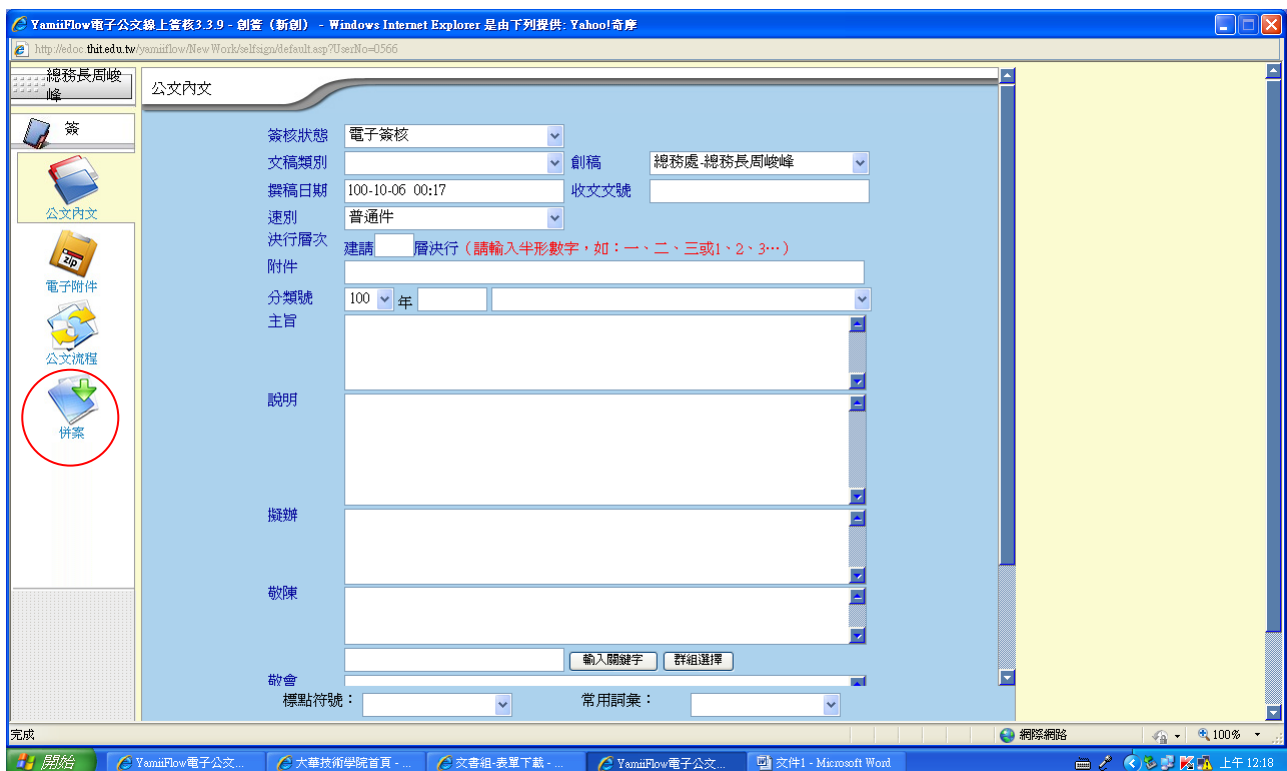 YamiiFlow電子公文線上簽核3.3.9 - 創簽（新創） - Windows Internet Explorer 是由下列提供: Yahoo!奇摩
http://edoc.thit.edu.tw/yamiiflow/NewWork/selfsign/default.asp?UserNo=0566
總務長周峻峰
公文內文
簽
簽核狀態 電子簽核
文稿類別 創稿 總務處-總務長周峻峰
撰稿日期 100-10-06 00:17 收文文號
公文內文
速別 普通件
決行層次 建請 層決行（請輸入半形數字，如：一、二、三或1、2、3…）
附件
電子附件
分類號 100 年
主旨
公文流程
說明
併案
擬辦
敬陳
輸入關鍵字 群組選擇
敬會
標點符號： 常用詞彙：
完成 網際網路 100%
開始 YamiiFlow電子公文... 大華技術學院首頁 - ... 文書組-表單下載 - ... YamiiFlow電子公文... 文件1 - Microsoft Word 上午 12:18